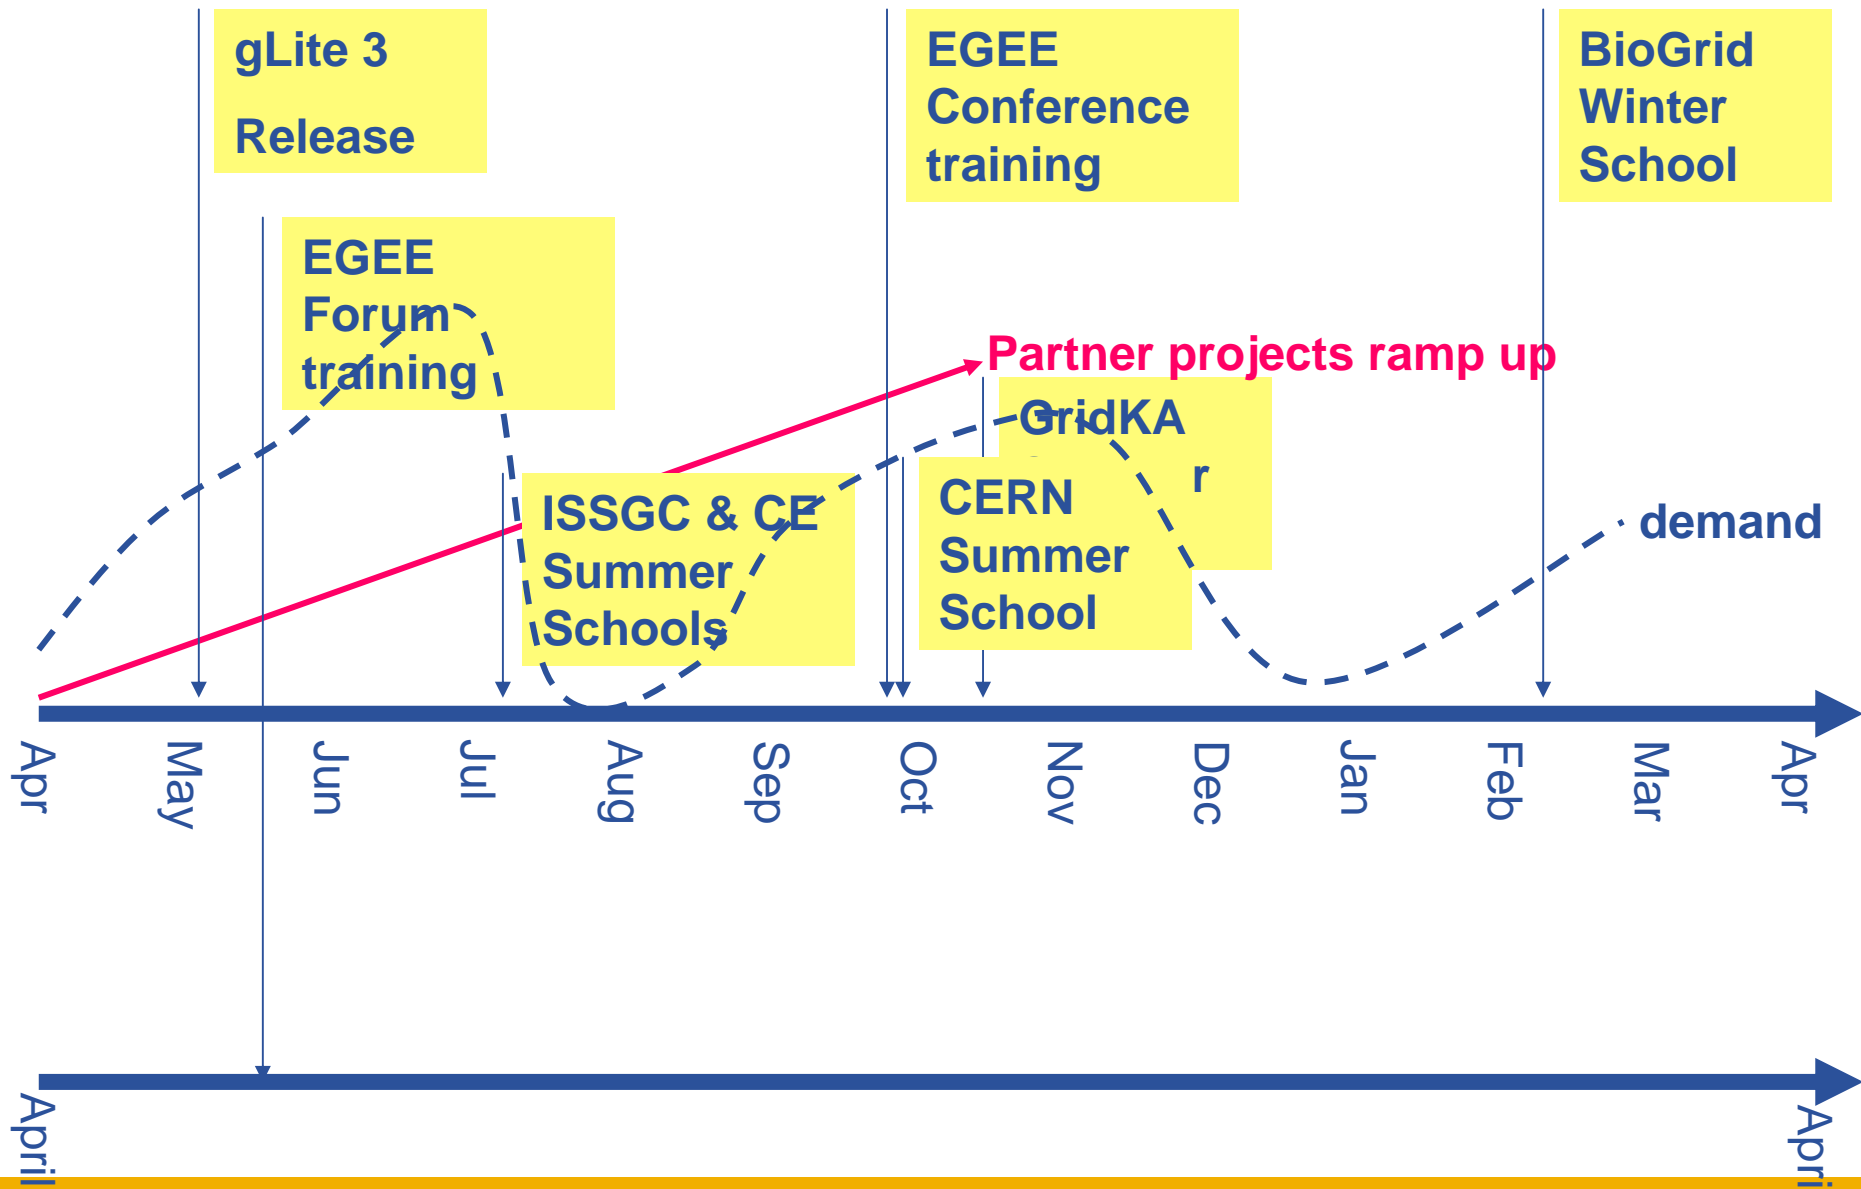 gLite 3
Release
EGEE
Conference
training
BioGrid
Winter
School
EGEE
Forum
training
Partner projects ramp up
GridKA
r
CERN
Summer
School
ISSGC & CE
Summer
Schools
demand
Apr
May
Jun
Jul
Aug
Sep
Oct
Nov
Dec
Jan
Feb
Mar
Apr
April
Apri